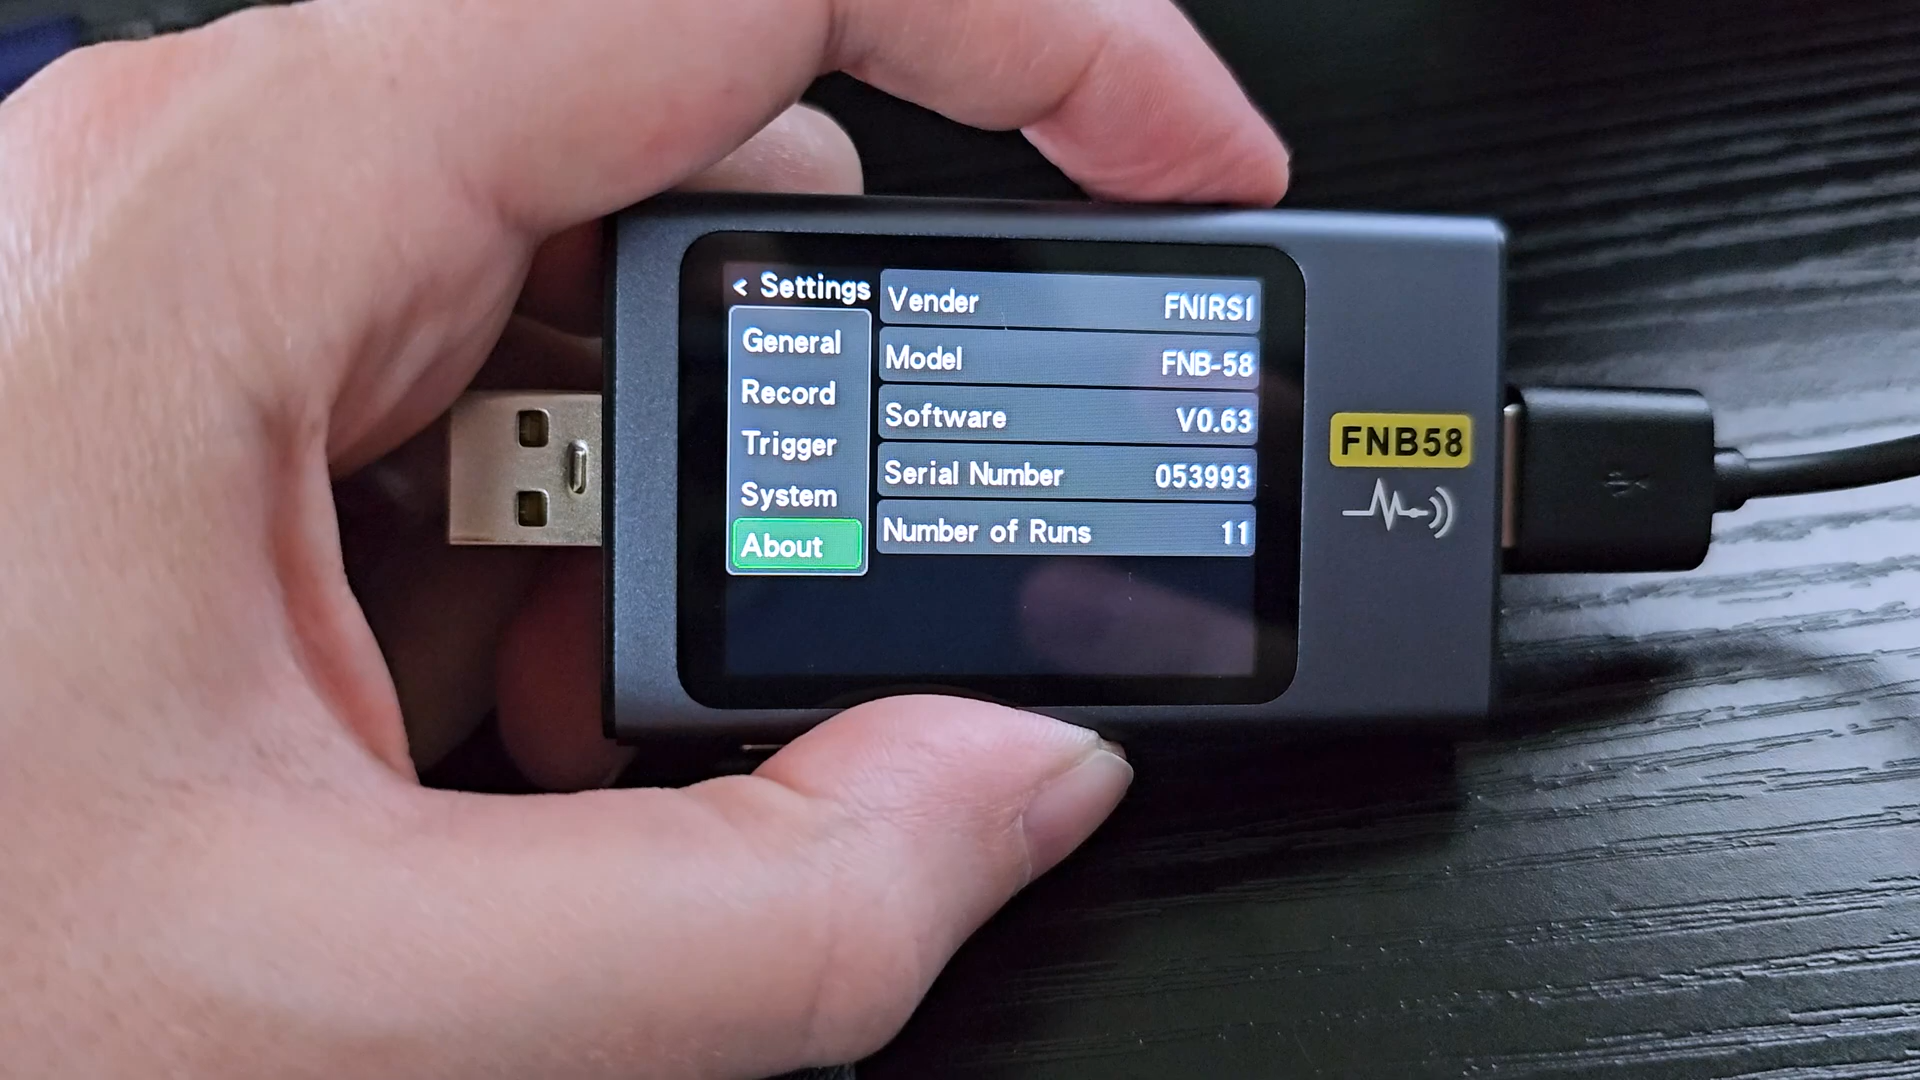 < Settings
General
Record
Trigger
System
About
Vender FNIRSI
Model FNB-58
Software V0.63
Serial Number 053993
Number of Runs 11
FNB58